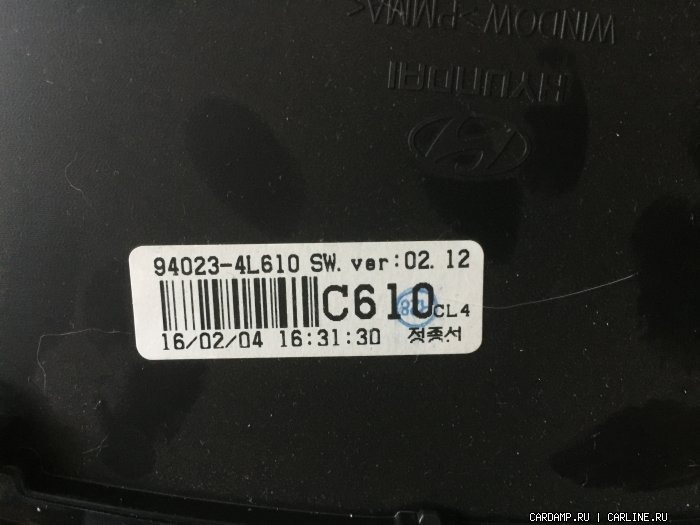 WINDOW >PMMA<
HYUNDAI
94023-4L610 SW. ver:02. 12
C610 CL4
16/02/04 16:31:30 정종석
CARDAMP.RU | CARLINE.RU